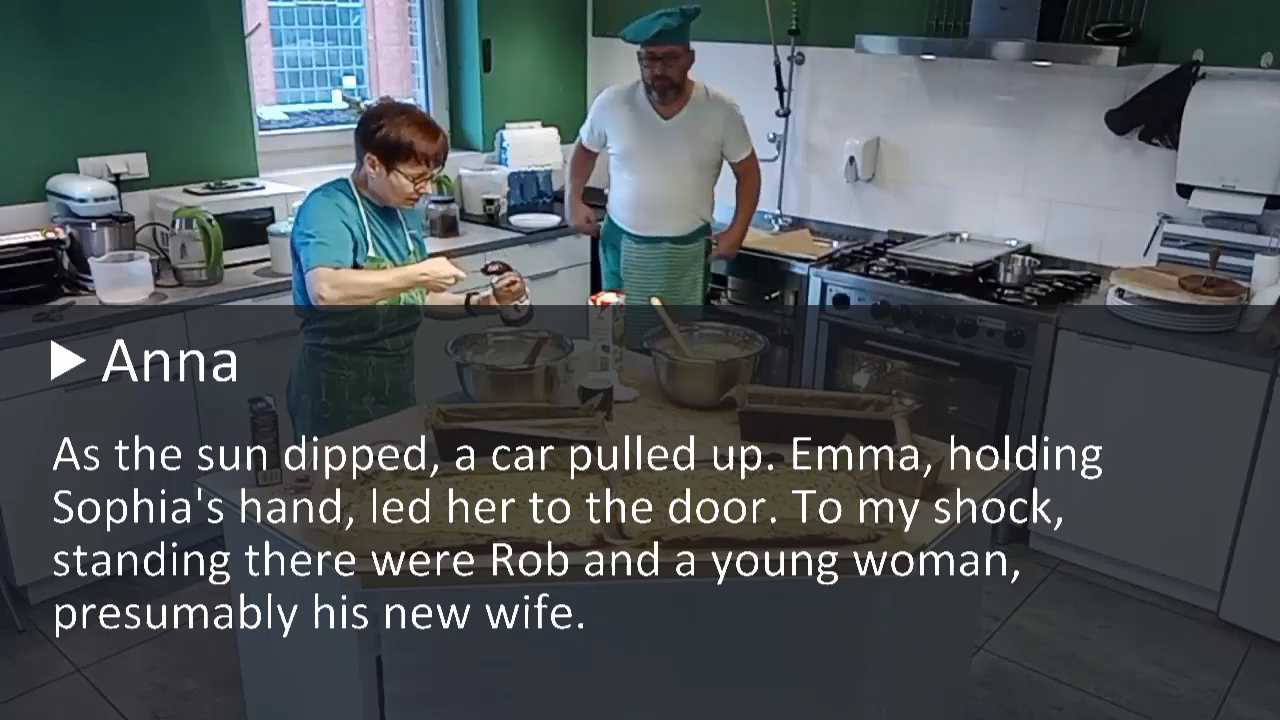 Anna
As the sun dipped, a car pulled up. Emma, holding
Sophia's hand, led her to the door. To my shock,
standing there were Rob and a young woman,
presumably his new wife.